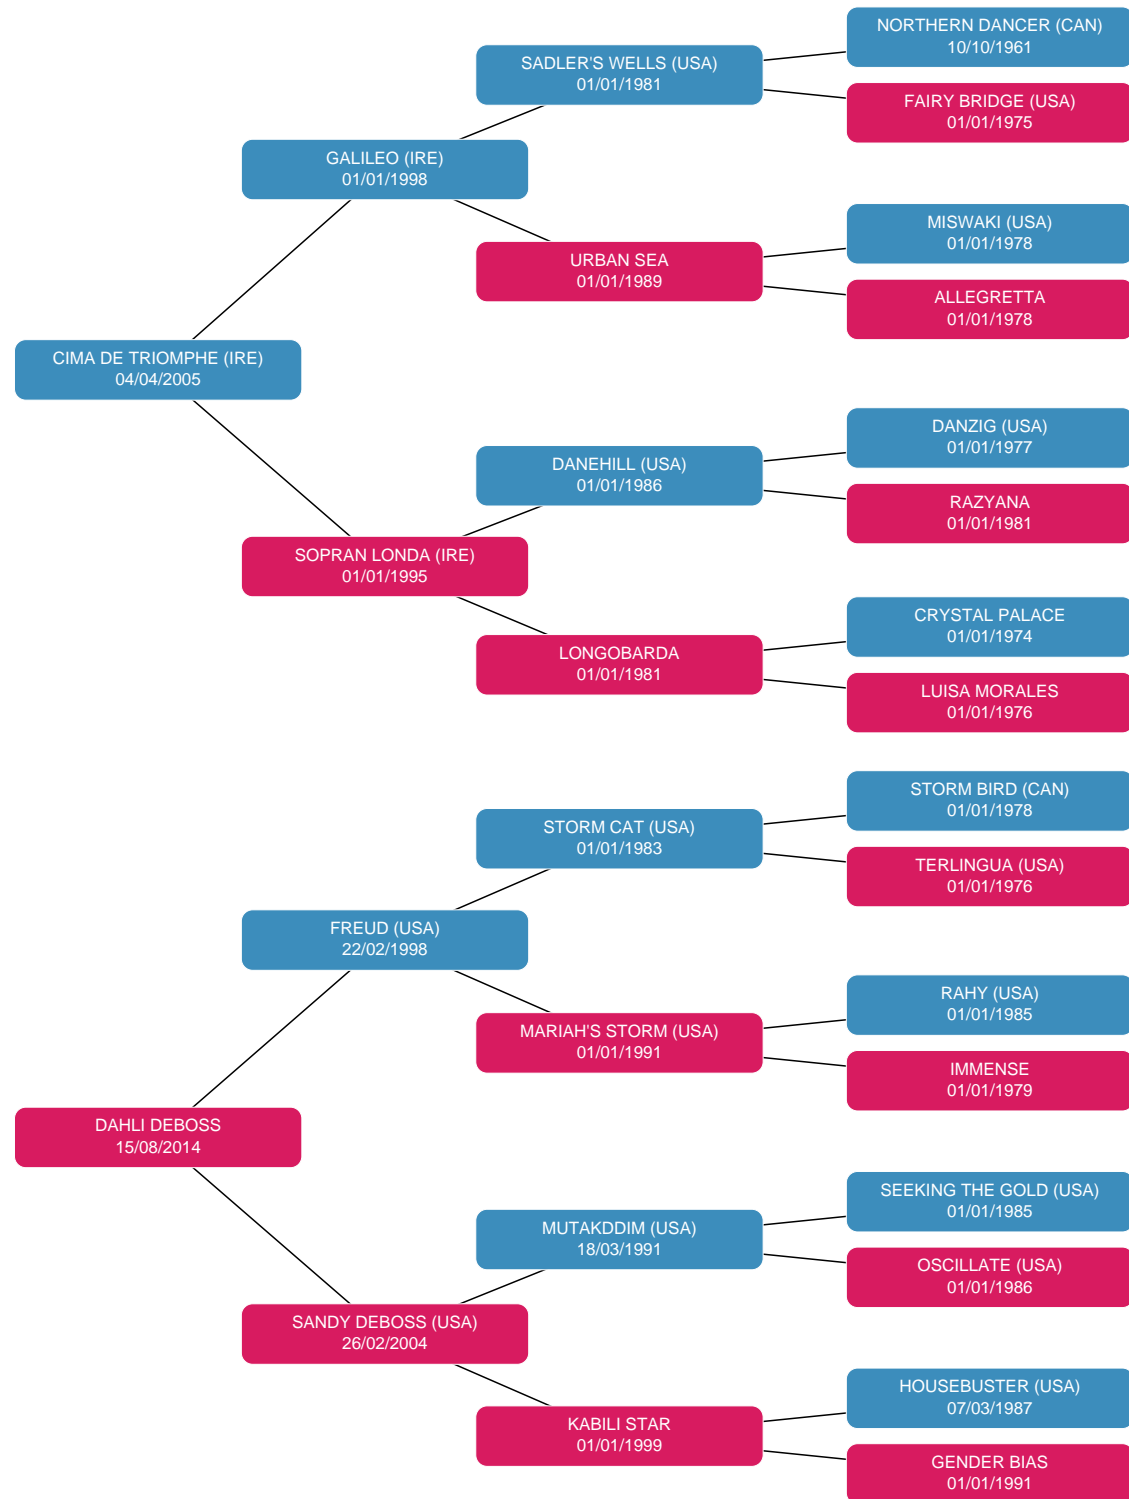 NORTHERN DANCER (CAN)
10/10/1961
SADLER'S WELLS (USA)
01/01/1981
FAIRY BRIDGE (USA)
01/01/1975
GALILEO (IRE)
01/01/1998
MISWAKI (USA)
01/01/1978
URBAN SEA
01/01/1989
ALLEGRETTA
01/01/1978
CIMA DE TRIOMPHE (IRE)
04/04/2005
DANZIG (USA)
01/01/1977
DANEHILL (USA)
01/01/1986
RAZYANA
01/01/1981
SOPRAN LONDA (IRE)
01/01/1995
CRYSTAL PALACE
01/01/1974
LONGOBARDA
01/01/1981
LUISA MORALES
01/01/1976
STORM BIRD (CAN)
01/01/1978
STORM CAT (USA)
01/01/1983
TERLINGUA (USA)
01/01/1976
FREUD (USA)
22/02/1998
RAHY (USA)
01/01/1985
MARIAH'S STORM (USA)
01/01/1991
IMMENSE
01/01/1979
DAHLI DEBOSS
15/08/2014
SEEKING THE GOLD (USA)
01/01/1985
MUTAKDDIM (USA)
18/03/1991
OSCILLATE (USA)
01/01/1986
SANDY DEBOSS (USA)
26/02/2004
HOUSEBUSTER (USA)
07/03/1987
KABILI STAR
01/01/1999
GENDER BIAS
01/01/1991